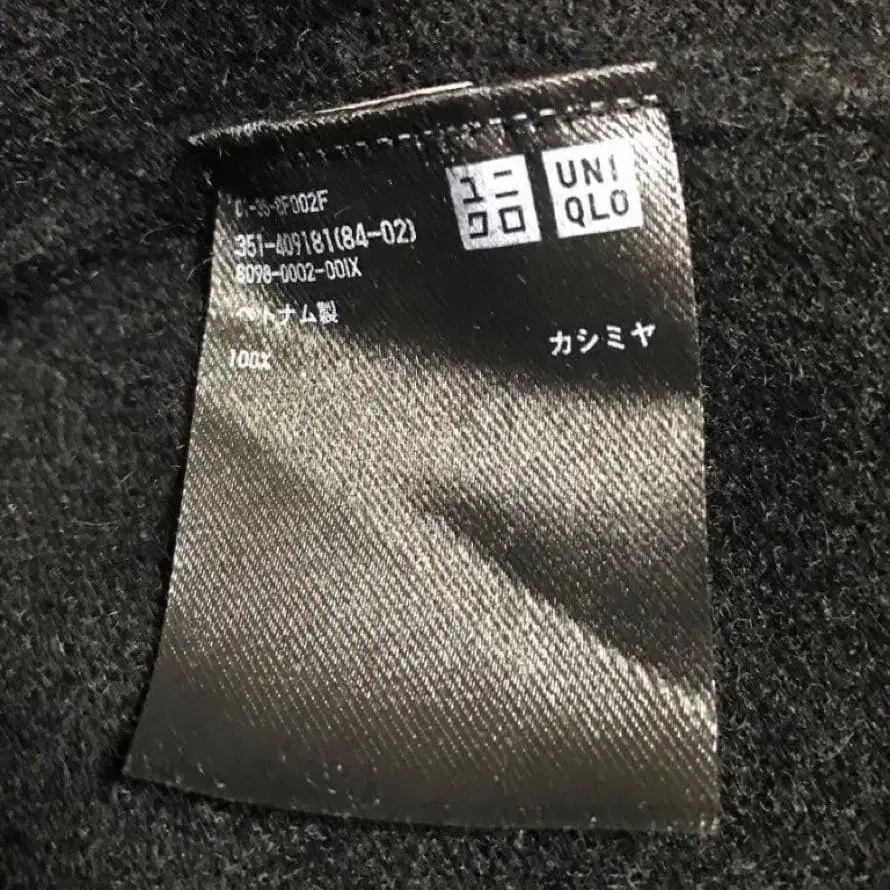 ユニ
クロ
UNI
QLO
351-409181(84-02)
8098-0002-00IX
ベトナム製
カシミヤ
100%